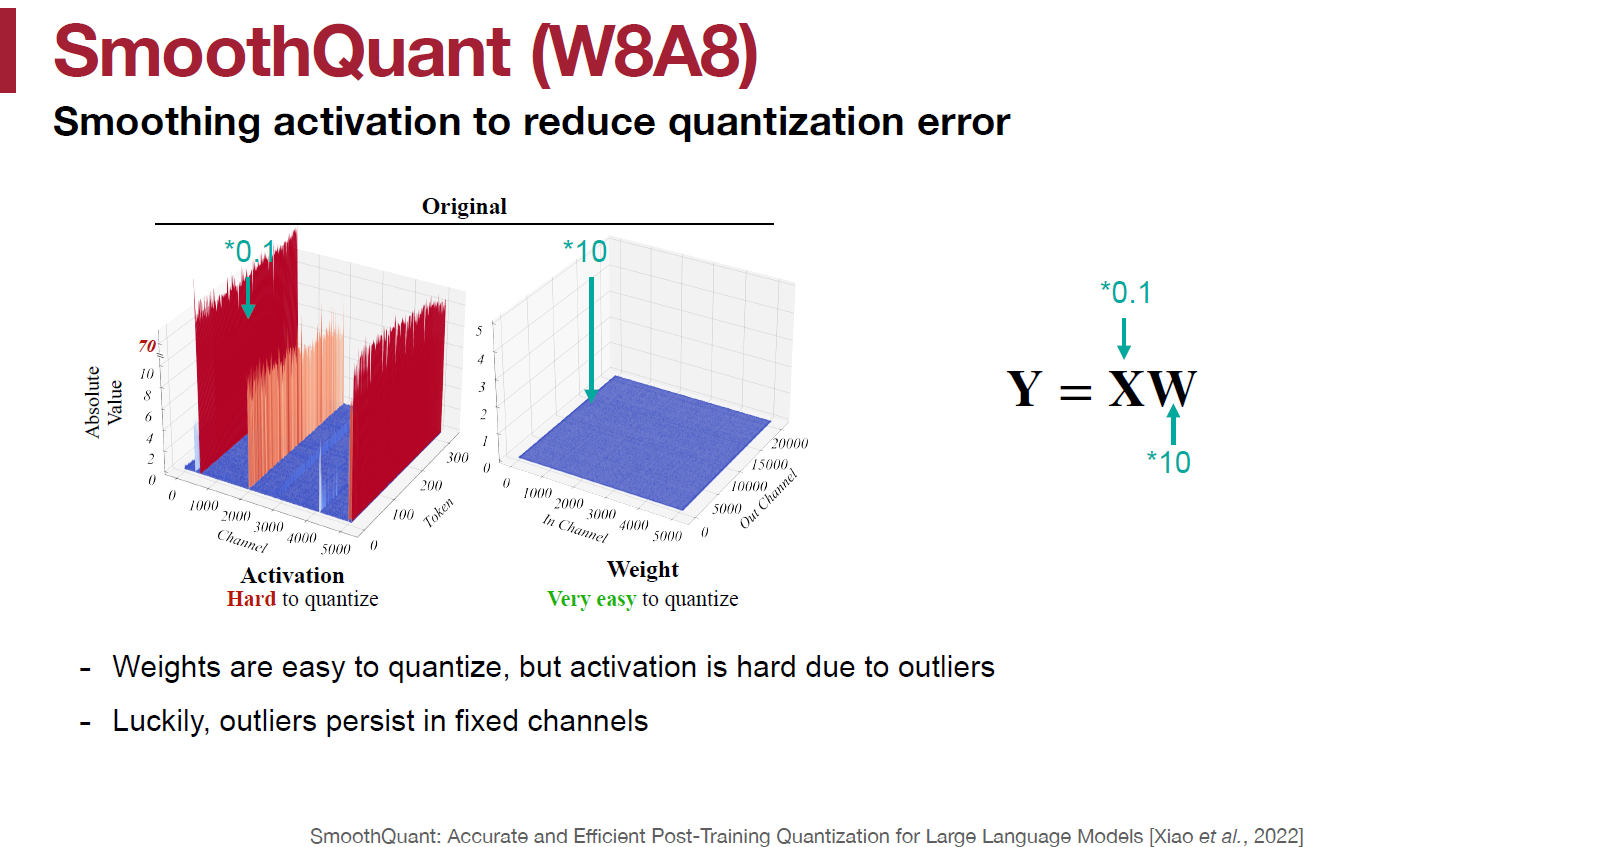 SmoothQuant (W8A8)
Smoothing activation to reduce quantization error
Original
*0.1
*10
70
10
8
6
4
2
0
Absolute
Value
0
1000
2000
3000
4000
5000
Channel
0
100
200
300
Token
5
4
3
2
1
0
0
1000
2000
3000
4000
5000
In Channel
0
5000
10000
15000
20000
Out Channel
Activation
Hard to quantize
Weight
Very easy to quantize
*0.1
Y = XW
*10
- Weights are easy to quantize, but activation is hard due to outliers
- Luckily, outliers persist in fixed channels
SmoothQuant: Accurate and Efficient Post-Training Quantization for Large Language Models [Xiao et al., 2022]